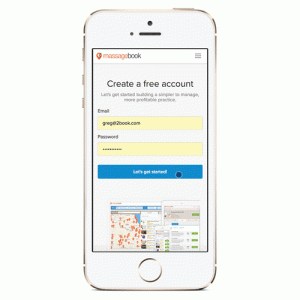 massagebook
Create a free account
Let's get started building a simpler to manage,
more profitable practice.
Email
greg@2book.com
Password
••••••••••
Let's get started!